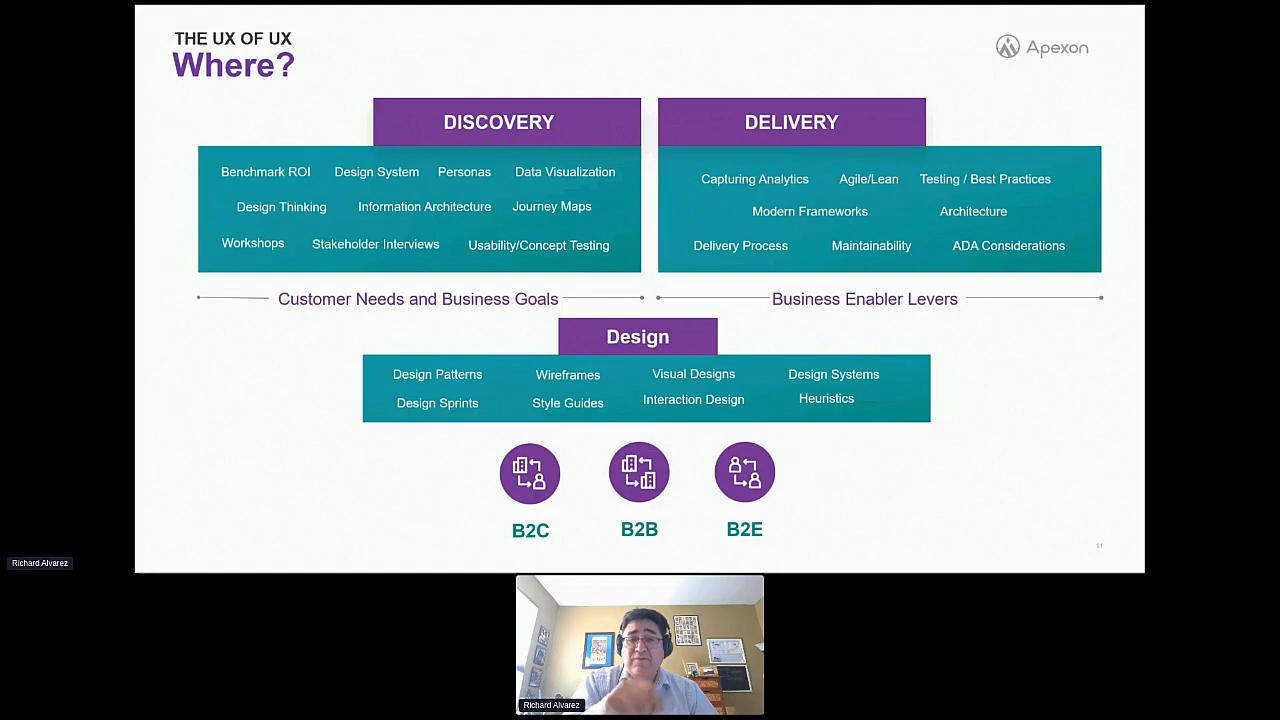 THE UX OF UX
Where?
Apexon
DISCOVERY
Benchmark ROI Design System Personas Data Visualization
Design Thinking Information Architecture Journey Maps
Workshops Stakeholder Interviews Usability/Concept Testing
Customer Needs and Business Goals
DELIVERY
Capturing Analytics Agile/Lean Testing / Best Practices
Modern Frameworks Architecture
Delivery Process Maintainability ADA Considerations
Business Enabler Levers
Design
Design Patterns Wireframes Visual Designs Design Systems
Design Sprints Style Guides Interaction Design Heuristics
B2C B2B B2E
11
Richard Alvarez
Richard Alvarez